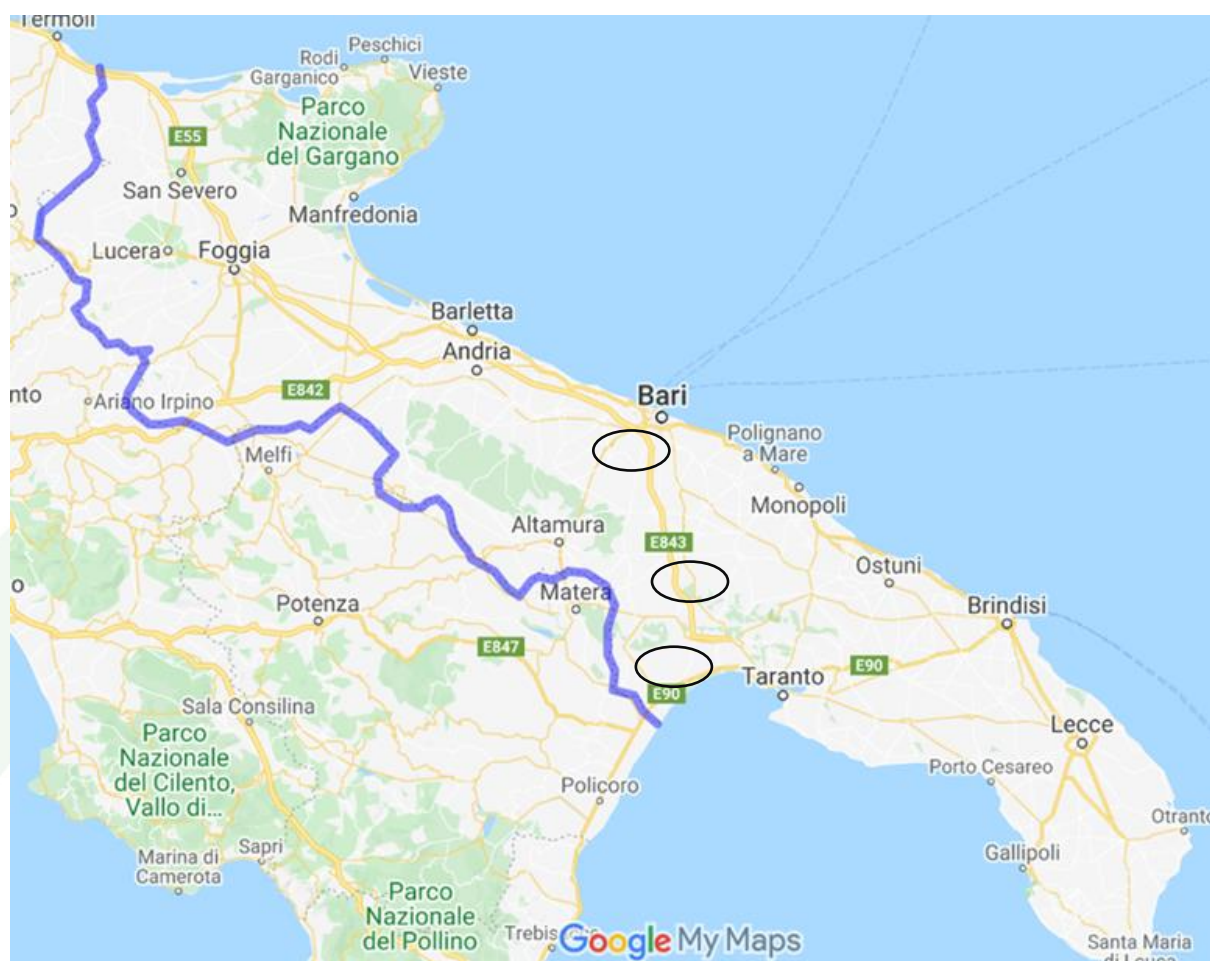 Termoli
Rodi
Garganico
Peschici
Vieste
Parco
Nazionale
del Gargano
E55
San Severo
Manfredonia
Lucera
Foggia
Barletta
Andria
E842
nto
Ariano Irpino
Bari
Melfi
Polignano
a Mare
Monopoli
Altamura
E843
Ostuni
o
Matera
Potenza
Brindisi
E847
Taranto
E90
E90
Sala Consilina
Parco
Nazionale
del Cilento,
Vallo di...
Lecce
Policoro
Porto Cesareo
Otranto
Marina di
Camerota
Sapri
Gallipoli
Parco
Nazionale
del Pollino
Google My Maps
Santa Maria